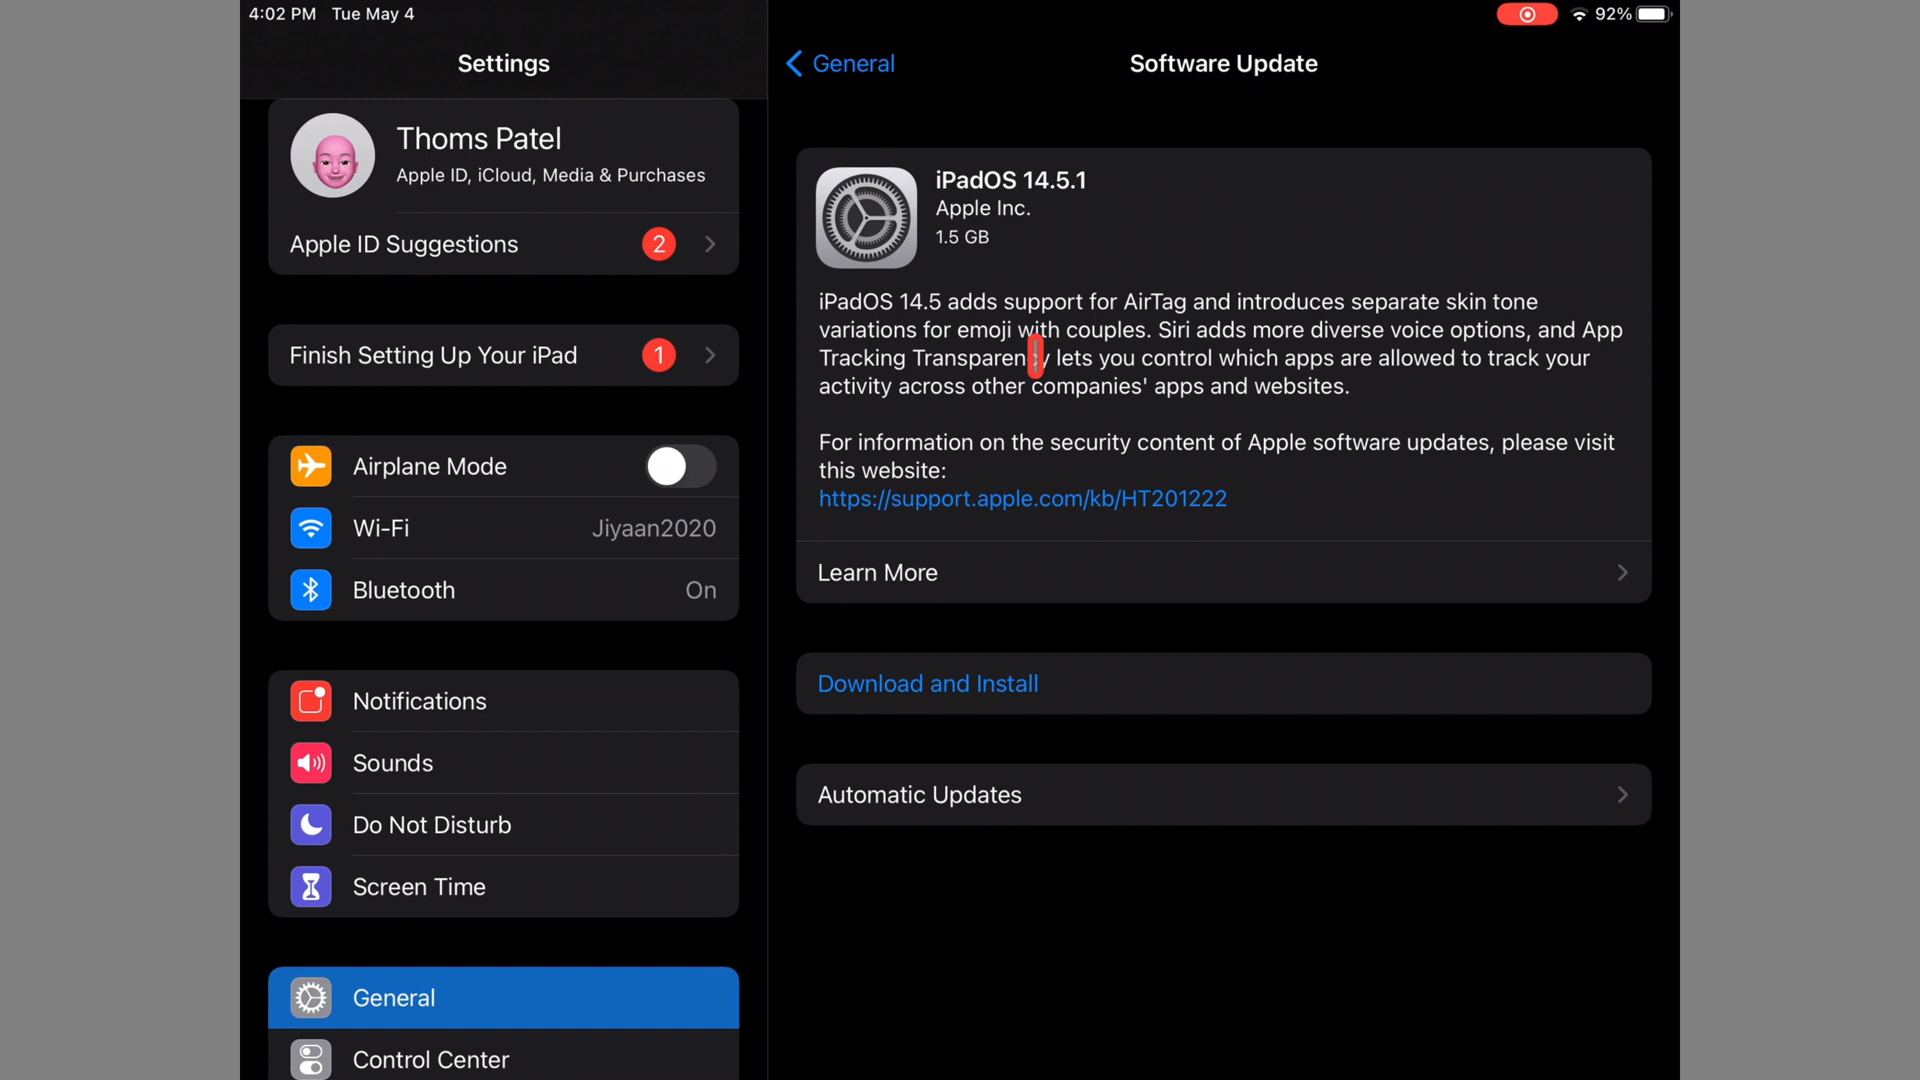 4:02 PM Tue May 4
92%
Settings
Thoms Patel
Apple ID, iCloud, Media & Purchases
Apple ID Suggestions 2
Finish Setting Up Your iPad 1
Airplane Mode
Wi-Fi Jiyaan2020
Bluetooth On
Notifications
Sounds
Do Not Disturb
Screen Time
General
Control Center
General
Software Update
iPadOS 14.5.1
Apple Inc.
1.5 GB
iPadOS 14.5 adds support for AirTag and introduces separate skin tone
variations for emoji with couples. Siri adds more diverse voice options, and App
Tracking Transparency lets you control which apps are allowed to track your
activity across other companies' apps and websites.
For information on the security content of Apple software updates, please visit
this website:
https://support.apple.com/kb/HT201222
Learn More
Download and Install
Automatic Updates